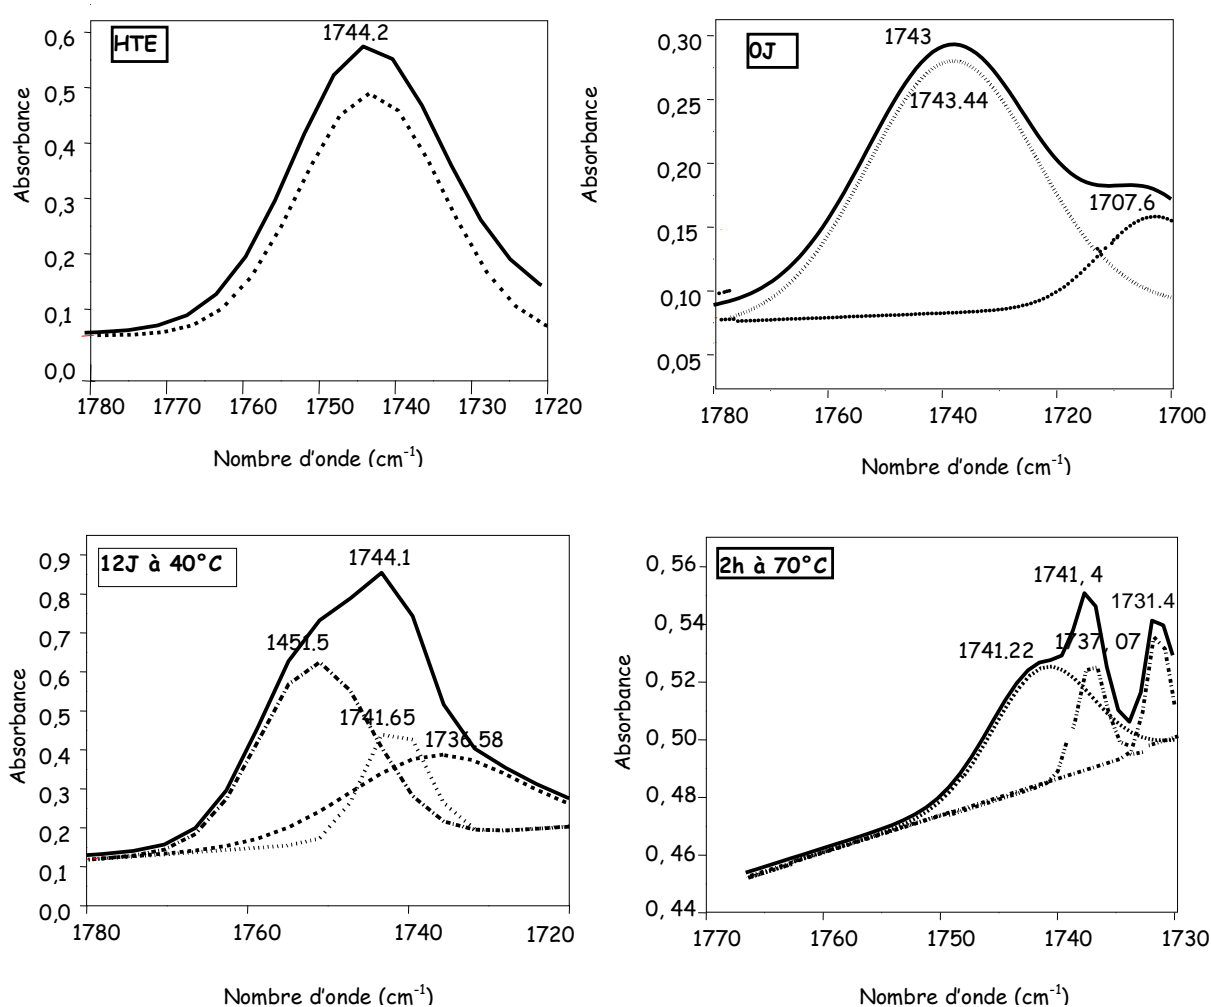 HTE
1744.2
0,6
0,5
0,4
0,3
0,2
0,1
0,0
Absorbance
1780 1770 1760 1750 1740 1730 1720
Nombre d'onde (cm-1)
0J
1743
1743.44
1707.6
0,30
0,25
0,20
0,15
0,10
0,05
Absorbance
1780 1760 1740 1720 1700
Nombre d'onde (cm-1)
12J à 40°C
1744.1
1451.5
1741.65
1736.58
0,9
0,8
0,7
0,6
0,5
0,4
0,3
0,2
0,1
0,0
Absorbance
1780 1760 1740 1720
Nombre d'onde (cm-1)
2h à 70°C
1741, 4
1731.4
1741.22
1737, 07
0, 56
0, 54
0, 52
0, 50
0, 48
0, 46
0, 44
Absorbance
1770 1760 1750 1740 1730
Nombre d'onde (cm-1)